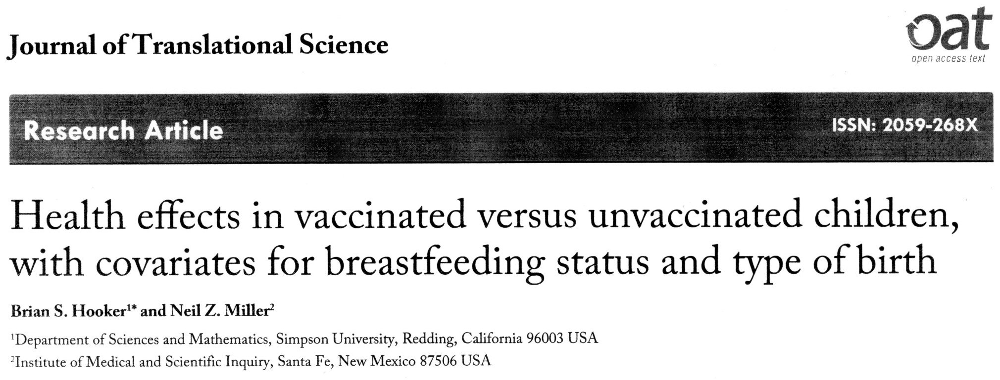 Journal of Translational Science
oat
open access text
Research Article
ISSN: 2059-268X
Health effects in vaccinated versus unvaccinated children,
with covariates for breastfeeding status and type of birth
Brian S. Hooker¹* and Neil Z. Miller²
¹Department of Sciences and Mathematics, Simpson University, Redding, California 96003 USA
²Institute of Medical and Scientific Inquiry, Santa Fe, New Mexico 87506 USA